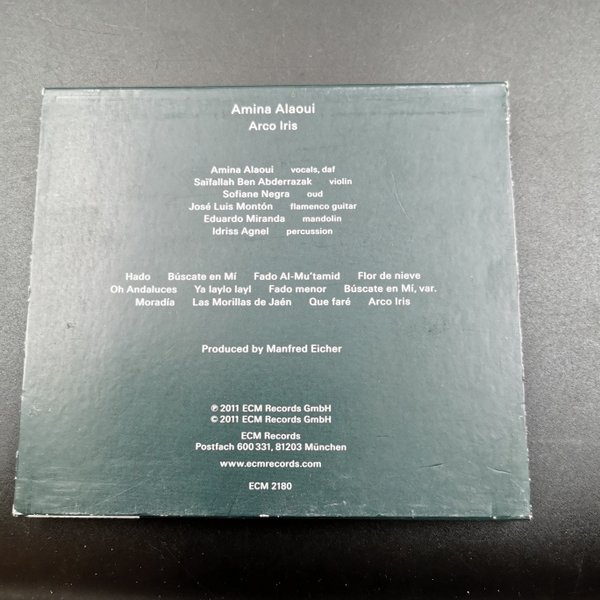 Amina Alaoui
Arco Iris
Amina Alaoui vocals, daf
Saïfallah Ben Abderrazak violin
Sofiane Negra oud
José Luis Montón flamenco guitar
Eduardo Miranda mandolin
Idriss Agnel percussion
Hado Búscate en Mí Fado Al-Mu'tamid Flor de nieve
Oh Andaluces Ya laylo layl Fado menor Búscate en Mí, var.
Moradía Las Morillas de Jaén Que faré Arco Iris
Produced by Manfred Eicher
℗ 2011 ECM Records GmbH
© 2011 ECM Records GmbH
ECM Records
Postfach 600 331, 81203 München
www.ecmrecords.com
ECM 2180